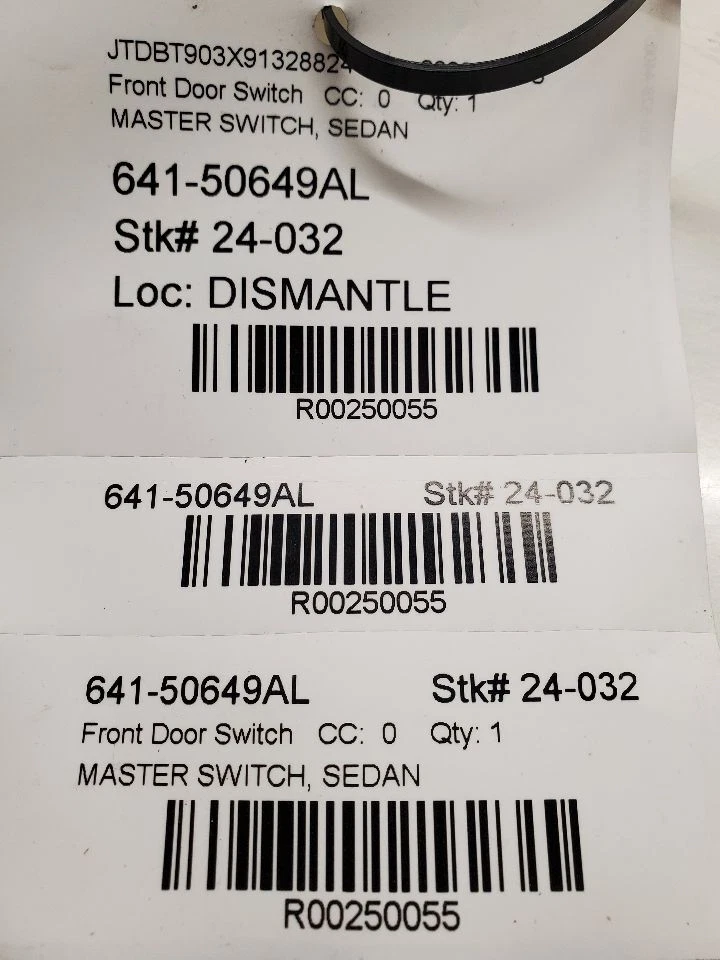 JTDBT903X91328824
Front Door Switch CC: 0 Qty: 1
MASTER SWITCH, SEDAN
641-50649AL
Stk# 24-032
Loc: DISMANTLE
R00250055
641-50649AL Stk# 24-032
R00250055
641-50649AL Stk# 24-032
Front Door Switch CC: 0 Qty: 1
MASTER SWITCH, SEDAN
R00250055